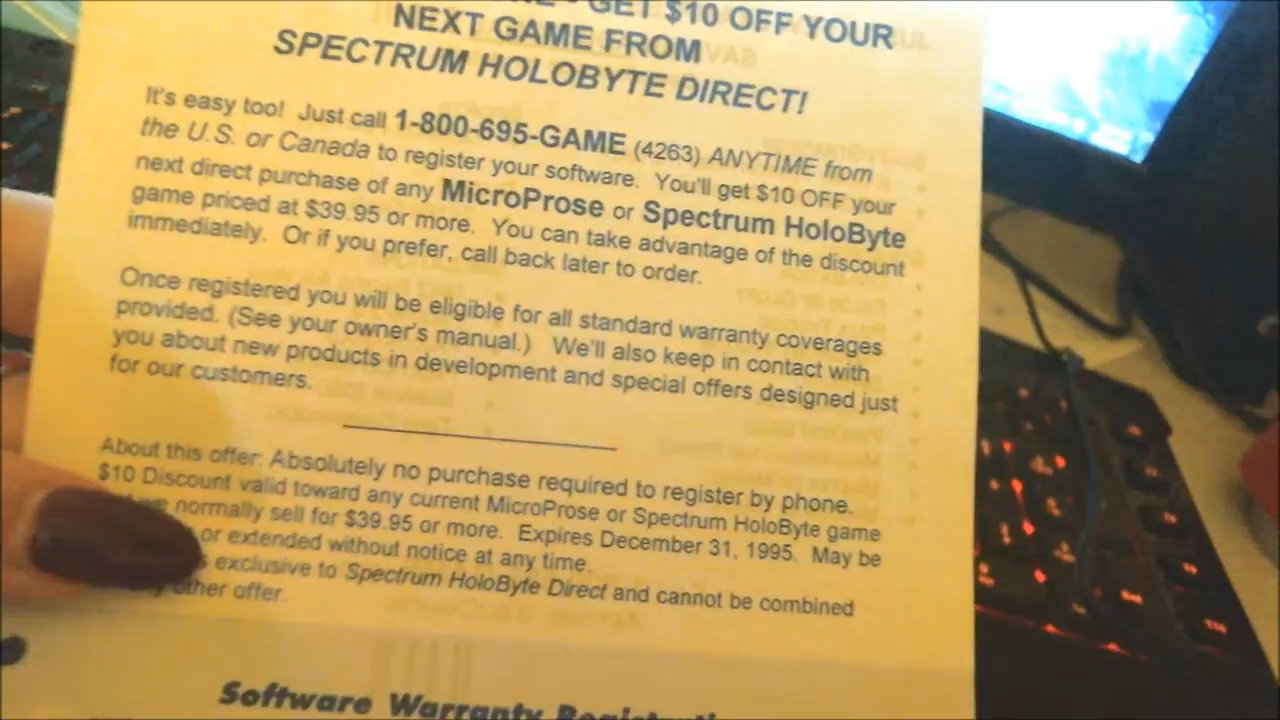 GET $10 OFF YOUR
NEXT GAME FROM
SPECTRUM HOLOBYTE DIRECT!
It's easy too! Just call 1-800-695-GAME (4263) ANYTIME from
the U.S. or Canada to register your software. You'll get $10 OFF your
next direct purchase of any MicroProse or Spectrum HoloByte
game priced at $39.95 or more. You can take advantage of the discount
immediately. Or if you prefer, call back later to order.
Once registered you will be eligible for all standard warranty coverages
provided. (See your owner's manual.) We'll also keep in contact with
you about new products in development and special offers designed just
for our customers.
About this offer: Absolutely no purchase required to register by phone.
$10 Discount valid toward any current MicroProse or Spectrum HoloByte game
normally sell for $39.95 or more. Expires December 31, 1995. May be
or extended without notice at any time.
exclusive to Spectrum HoloByte Direct and cannot be combined
other offer.
Software Warranty